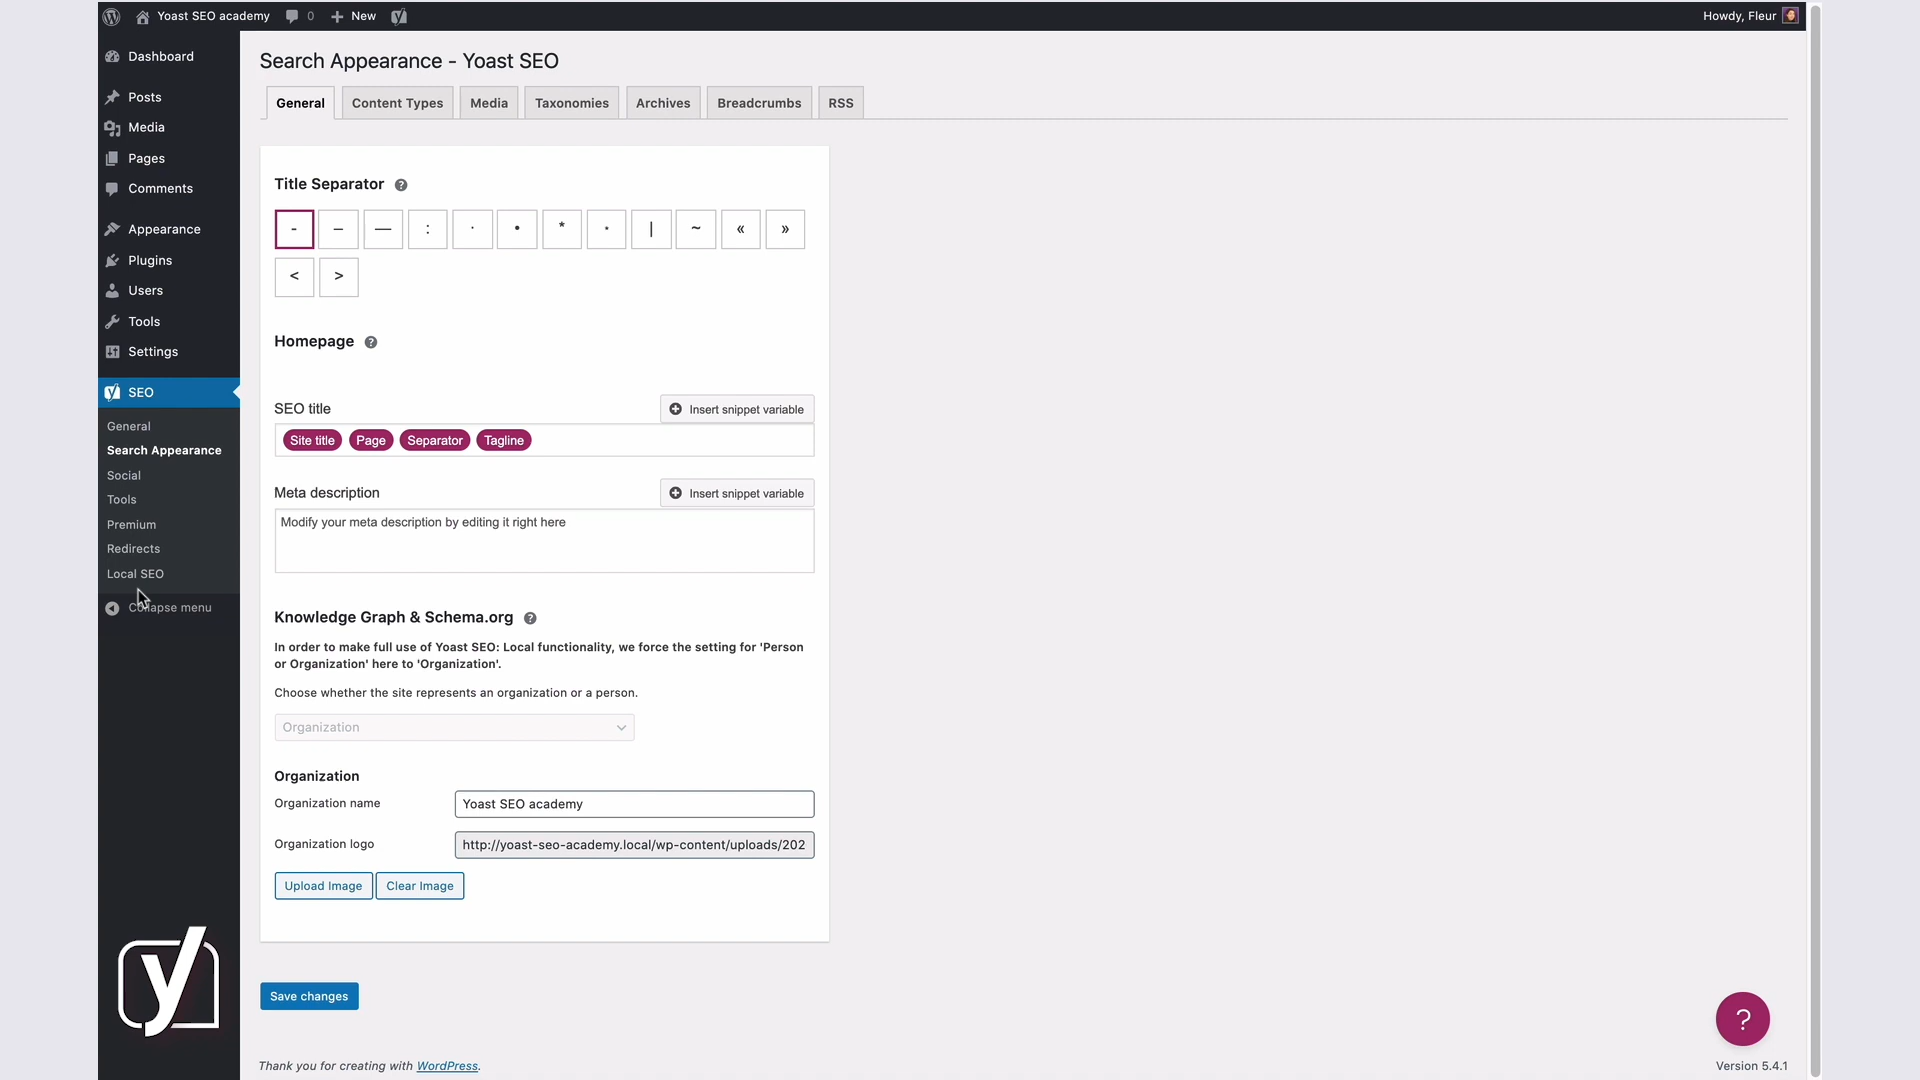 Yoast SEO academy 0 New Howdy, Fleur
Dashboard
Posts
Media
Pages
Comments
Appearance
Plugins
Users
Tools
Settings
SEO
General
Search Appearance
Social
Tools
Premium
Redirects
Local SEO
Collapse menu
Search Appearance - Yoast SEO
General Content Types Media Taxonomies Archives Breadcrumbs RSS
Title Separator ?
- – — : · • * ⋆ | ~ « »
< >
Homepage ?
SEO title Insert snippet variable
Site title Page Separator Tagline
Meta description Insert snippet variable
Modify your meta description by editing it right here
Knowledge Graph & Schema.org ?
In order to make full use of Yoast SEO: Local functionality, we force the setting for 'Person
or Organization' here to 'Organization'.
Choose whether the site represents an organization or a person.
Organization
Organization
Organization name Yoast SEO academy
Organization logo http://yoast-seo-academy.local/wp-content/uploads/202
Upload Image Clear Image
Save changes
y
?
Thank you for creating with WordPress. Version 5.4.1